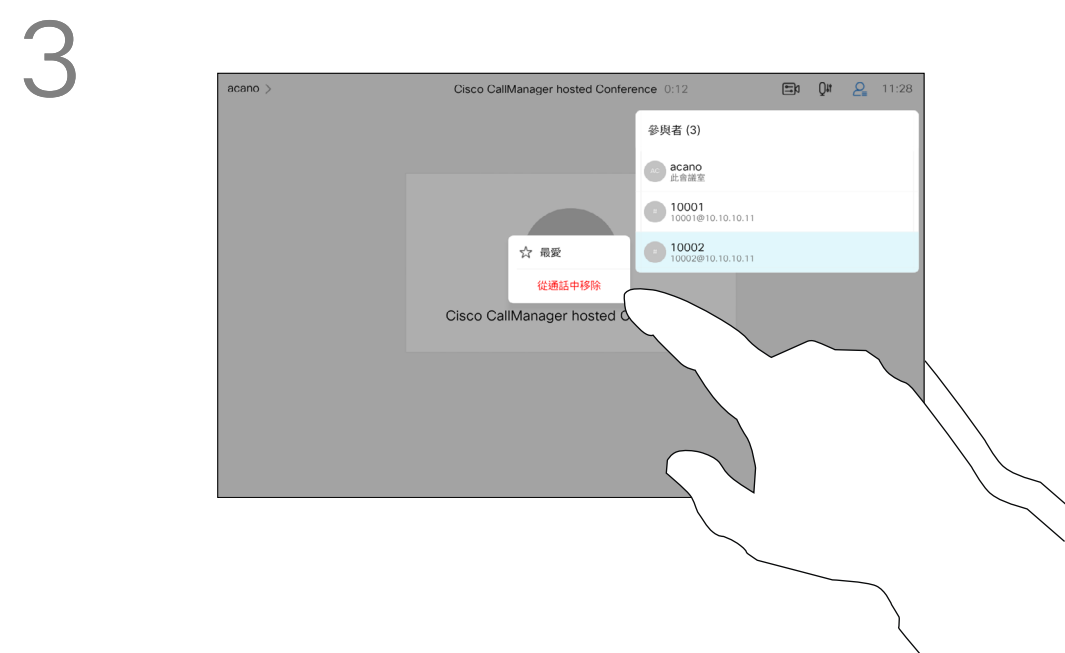 3
acano >
Cisco CallManager hosted Conference 0:12
11:28
參與者 (3)
AC acano
此會議室
10001
10001@10.10.10.11
10002
10002@10.10.10.11
最愛
從通話中移除
Cisco CallManager hosted